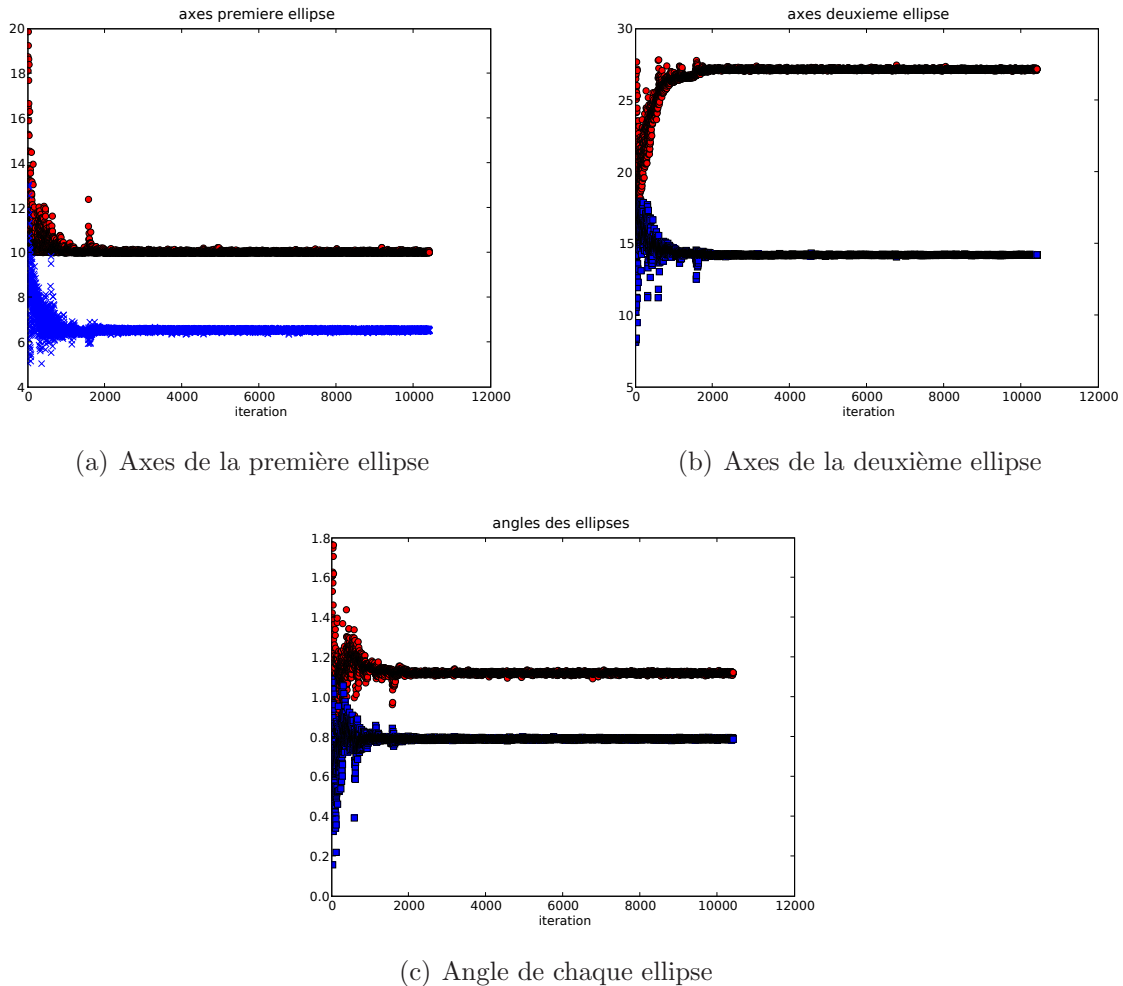 axes premiere ellipse
20
18
16
14
12
10
8
6
4
0 2000 4000 6000 8000 10000 12000
iteration
(a) Axes de la première ellipse
axes deuxieme ellipse
30
25
20
15
10
5
0 2000 4000 6000 8000 10000 12000
iteration
(b) Axes de la deuxième ellipse
angles des ellipses
1.8
1.6
1.4
1.2
1.0
0.8
0.6
0.4
0.2
0.0
0 2000 4000 6000 8000 10000 12000
iteration
(c) Angle de chaque ellipse